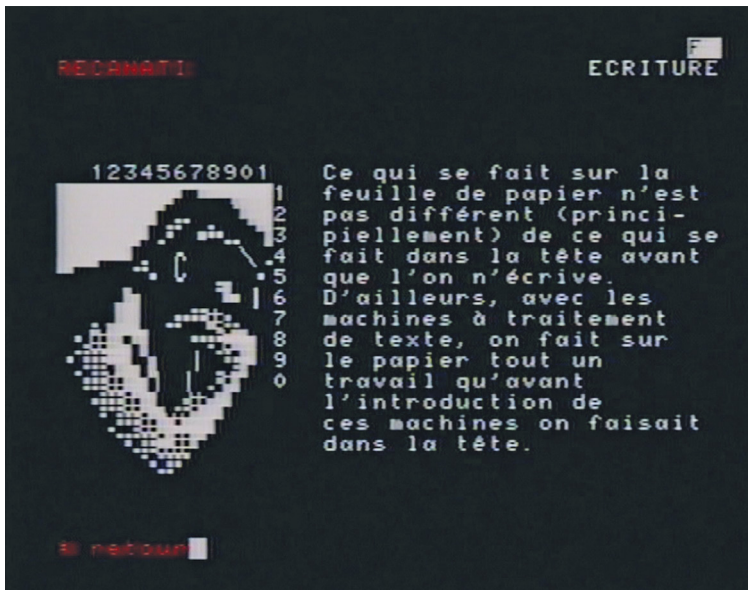 F
RECANATI
ECRITURE
12345678901
1
2
3
4
5
6
7
8
9
0
Ce qui se fait sur la
feuille de papier n'est
pas différent (princi-
piellement) de ce qui se
fait dans la tête avant
que l'on n'écrive.
D'ailleurs, avec les
machines à traitement
de texte, on fait sur
le papier tout un
travail qu'avant
l'introduction de
ces machines on faisait
dans la tête.
* retour